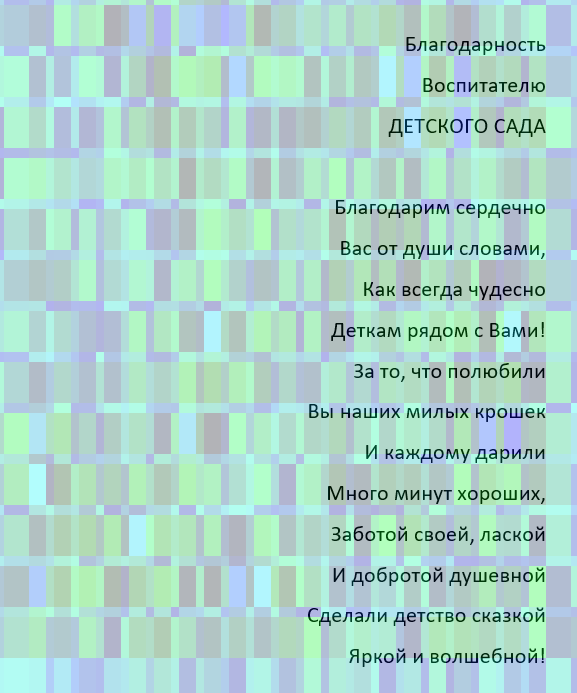 Благодарность
Воспитателю
ДЕТСКОГО САДА
Благодарим сердечно
Вас от души словами,
Как всегда чудесно
Деткам рядом с Вами!
За то, что полюбили
Вы наших милых крошек
И каждому дарили
Много минут хороших,
Заботой своей, лаской
И добротой душевной
Сделали детство сказкой
Яркой и волшебной!